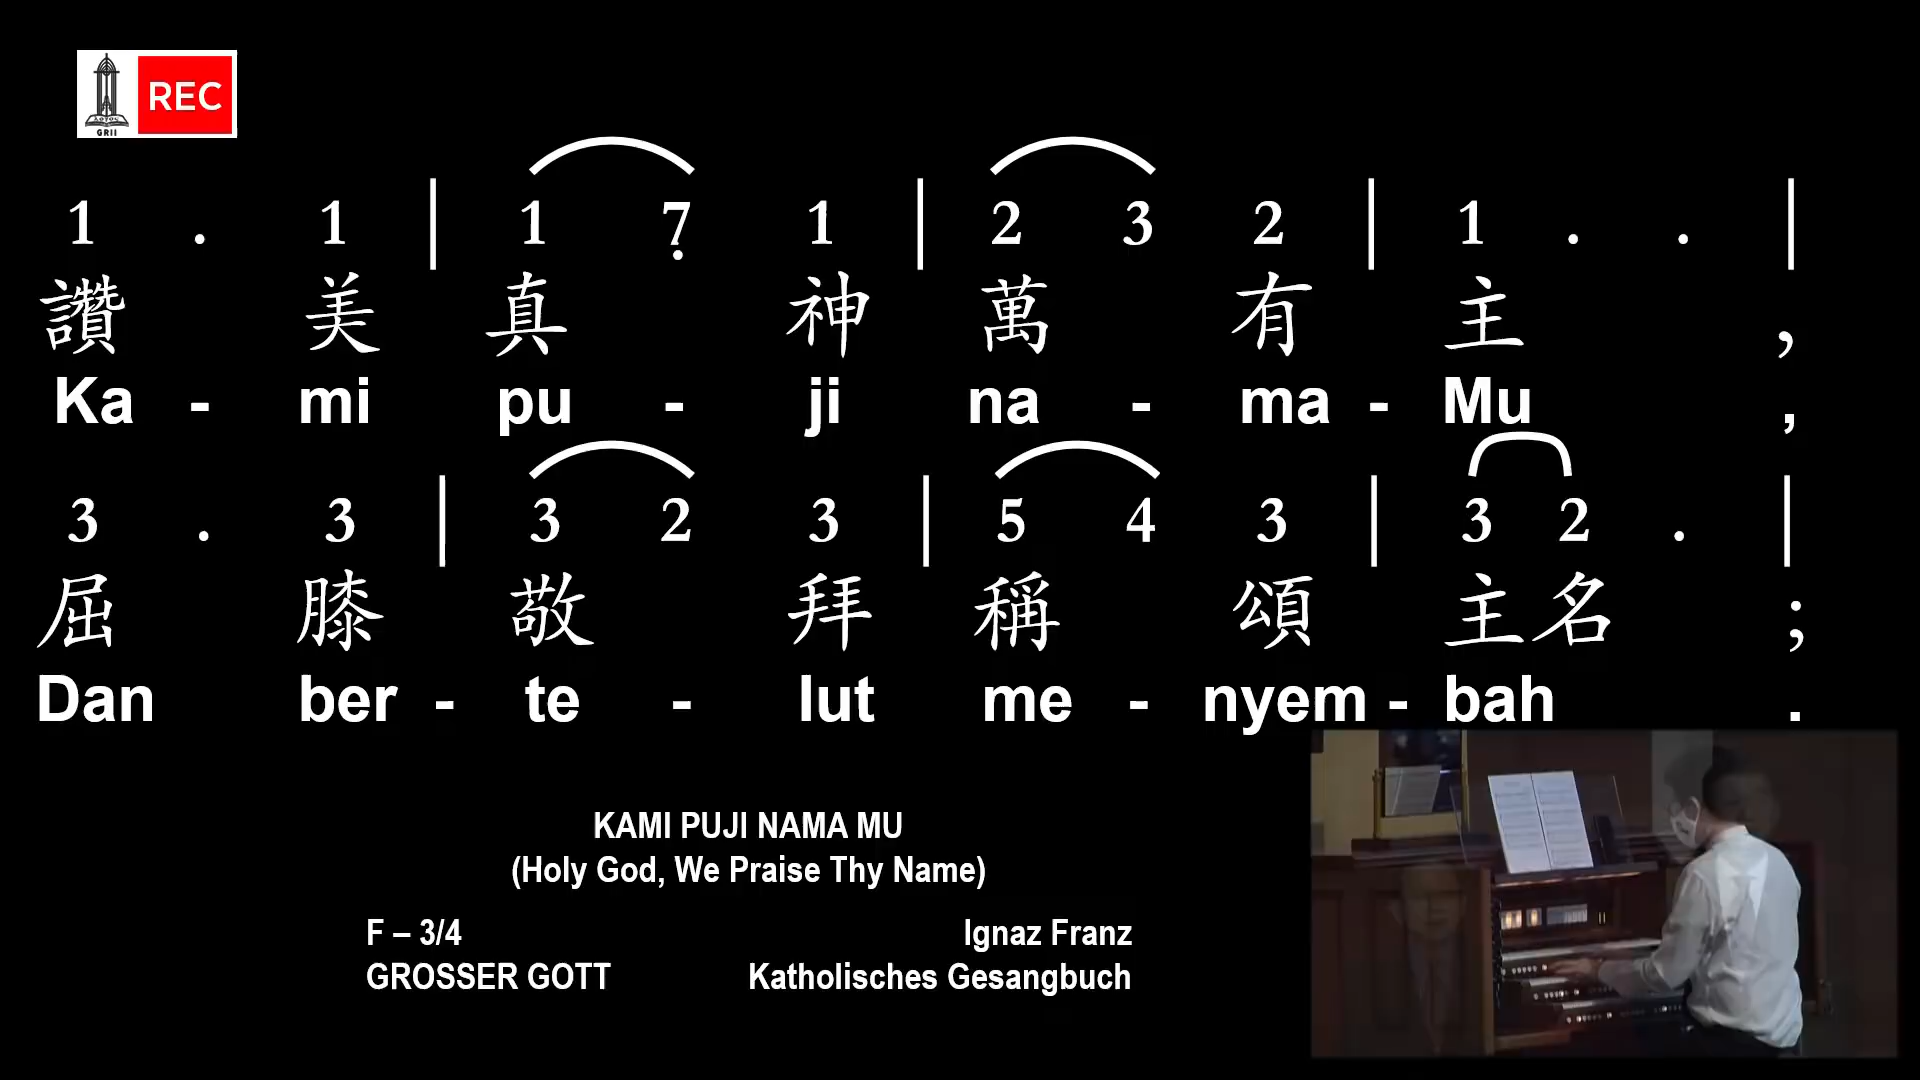 REC
ΛΟΓΟΣ
GRII
1 . 1 | 1 7̣ 1 | 2 3 2 | 1 . . |
讚 美 真 神 萬 有 主 ，
Ka - mi pu - ji na - ma - Mu ,
3 . 3 | 3 2 3 | 5 4 3 | 3 2 . |
屈 膝 敬 拜 稱 頌 主 名 ；
Dan ber - te - lut me - nyem - bah .
KAMI PUJI NAMA MU
(Holy God, We Praise Thy Name)
F – 3/4 Ignaz Franz
GROSSER GOTT Katholisches Gesangbuch